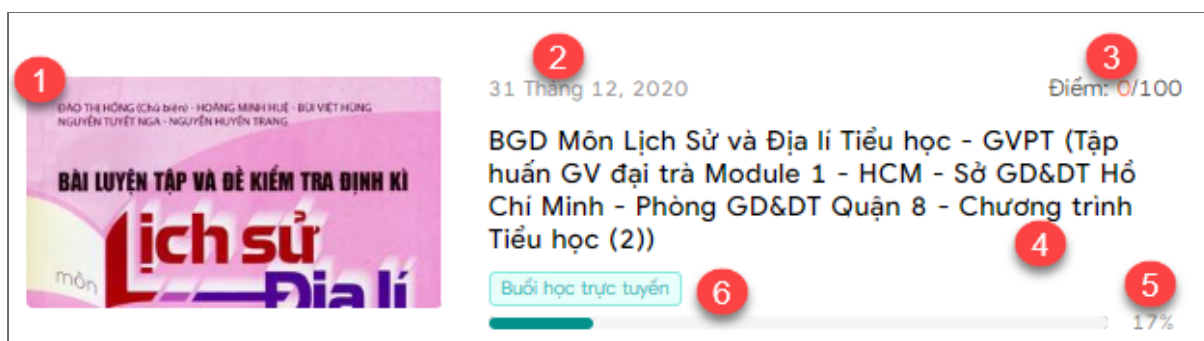 1
ĐÀO THỊ HỒNG (Chủ biên) - HOÀNG MINH HUỆ - BÙI VIỆT HÙNG
NGUYỄN TUYẾT NGA - NGUYỄN HUYỀN TRANG
BÀI LUYỆN TẬP VÀ ĐỀ KIỂM TRA ĐỊNH KÌ
môn
Lịch sử
Địa lí
2
31 Tháng 12, 2020
3
Điểm: 0/100
BGD Môn Lịch Sử và Địa lí Tiểu học - GVPT (Tập
huấn GV đại trà Module 1 - HCM - Sở GD&DT Hồ
Chí Minh - Phòng GD&DT Quận 8 - Chương trình
Tiểu học (2))
4
Buổi học trực tuyến
6
5
17%